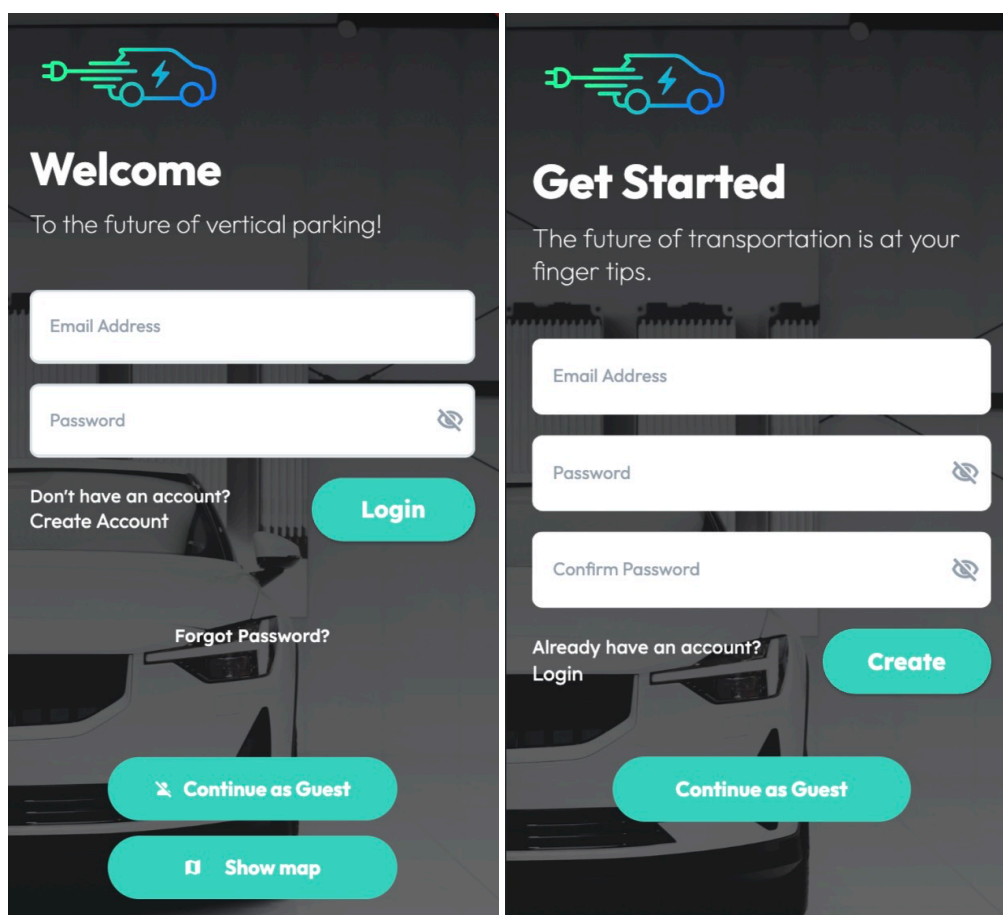 Welcome
To the future of vertical parking!
Email Address
Password
Don't have an account?
Create Account
Login
Forgot Password?
Continue as Guest
Show map
Get Started
The future of transportation is at your
finger tips.
Email Address
Password
Confirm Password
Already have an account?
Login
Create
Continue as Guest